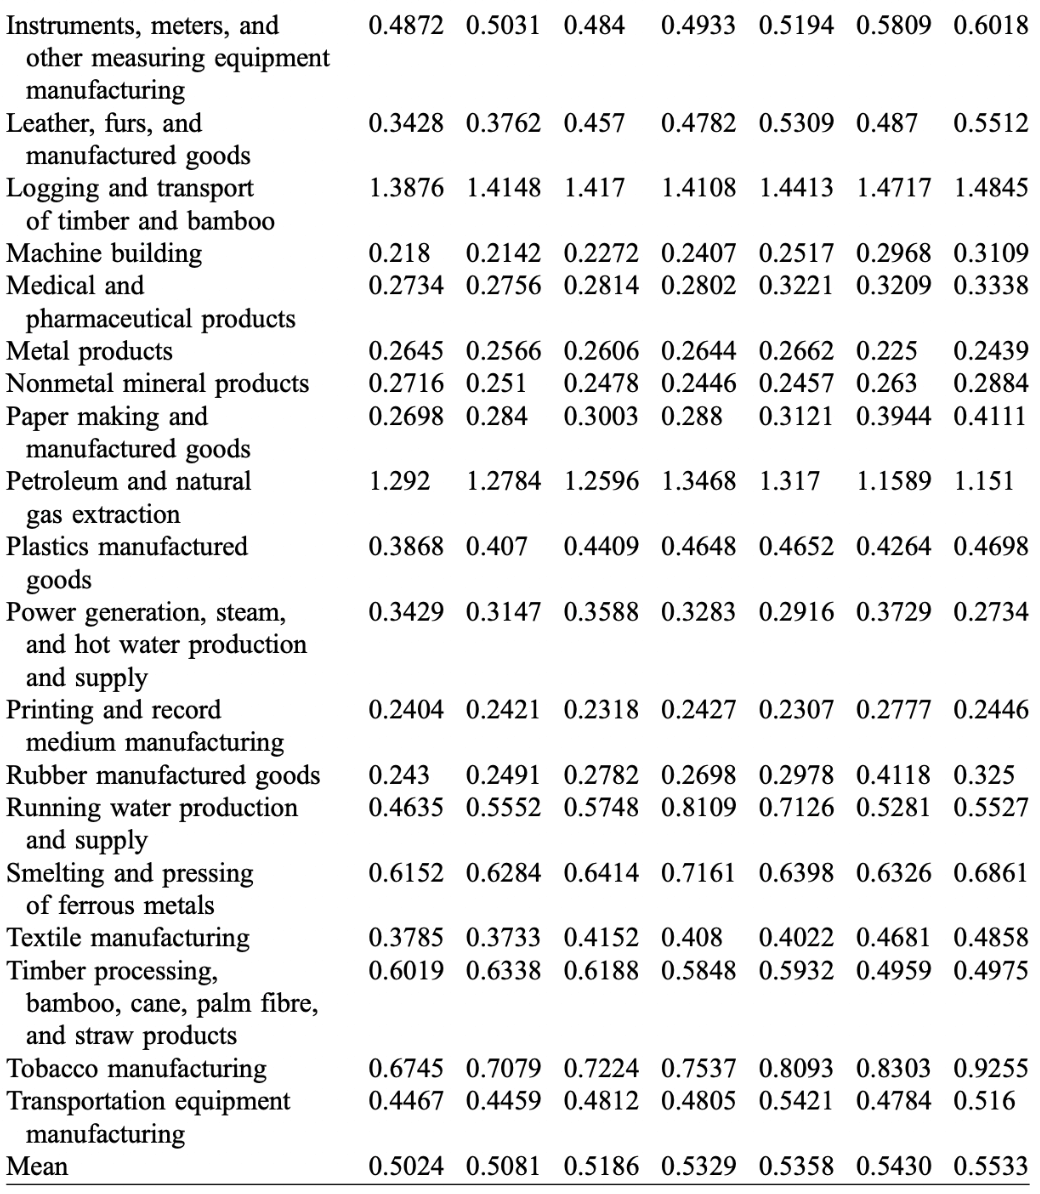 Instruments, meters, and 0.4872 0.5031 0.484 0.4933 0.5194 0.5809 0.6018
other measuring equipment
manufacturing
Leather, furs, and 0.3428 0.3762 0.457 0.4782 0.5309 0.487 0.5512
manufactured goods
Logging and transport 1.3876 1.4148 1.417 1.4108 1.4413 1.4717 1.4845
of timber and bamboo
Machine building 0.218 0.2142 0.2272 0.2407 0.2517 0.2968 0.3109
Medical and 0.2734 0.2756 0.2814 0.2802 0.3221 0.3209 0.3338
pharmaceutical products
Metal products 0.2645 0.2566 0.2606 0.2644 0.2662 0.225 0.2439
Nonmetal mineral products 0.2716 0.251 0.2478 0.2446 0.2457 0.263 0.2884
Paper making and 0.2698 0.284 0.3003 0.288 0.3121 0.3944 0.4111
manufactured goods
Petroleum and natural 1.292 1.2784 1.2596 1.3468 1.317 1.1589 1.151
gas extraction
Plastics manufactured 0.3868 0.407 0.4409 0.4648 0.4652 0.4264 0.4698
goods
Power generation, steam, 0.3429 0.3147 0.3588 0.3283 0.2916 0.3729 0.2734
and hot water production
and supply
Printing and record 0.2404 0.2421 0.2318 0.2427 0.2307 0.2777 0.2446
medium manufacturing
Rubber manufactured goods 0.243 0.2491 0.2782 0.2698 0.2978 0.4118 0.325
Running water production 0.4635 0.5552 0.5748 0.8109 0.7126 0.5281 0.5527
and supply
Smelting and pressing 0.6152 0.6284 0.6414 0.7161 0.6398 0.6326 0.6861
of ferrous metals
Textile manufacturing 0.3785 0.3733 0.4152 0.408 0.4022 0.4681 0.4858
Timber processing, 0.6019 0.6338 0.6188 0.5848 0.5932 0.4959 0.4975
bamboo, cane, palm fibre,
and straw products
Tobacco manufacturing 0.6745 0.7079 0.7224 0.7537 0.8093 0.8303 0.9255
Transportation equipment 0.4467 0.4459 0.4812 0.4805 0.5421 0.4784 0.516
manufacturing
Mean 0.5024 0.5081 0.5186 0.5329 0.5358 0.5430 0.5533